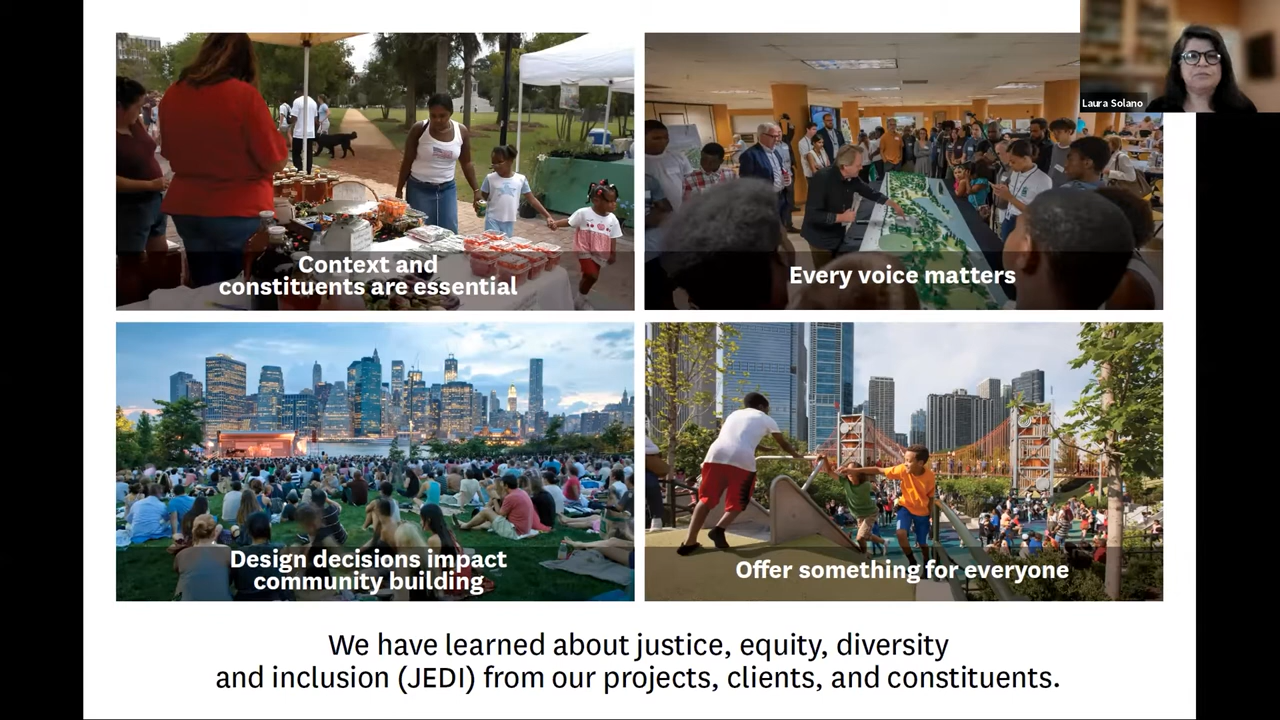 Laura Solano
Context and
constituents are essential
Every voice matters
Design decisions impact
community building
Offer something for everyone
We have learned about justice, equity, diversity
and inclusion (JEDI) from our projects, clients, and constituents.